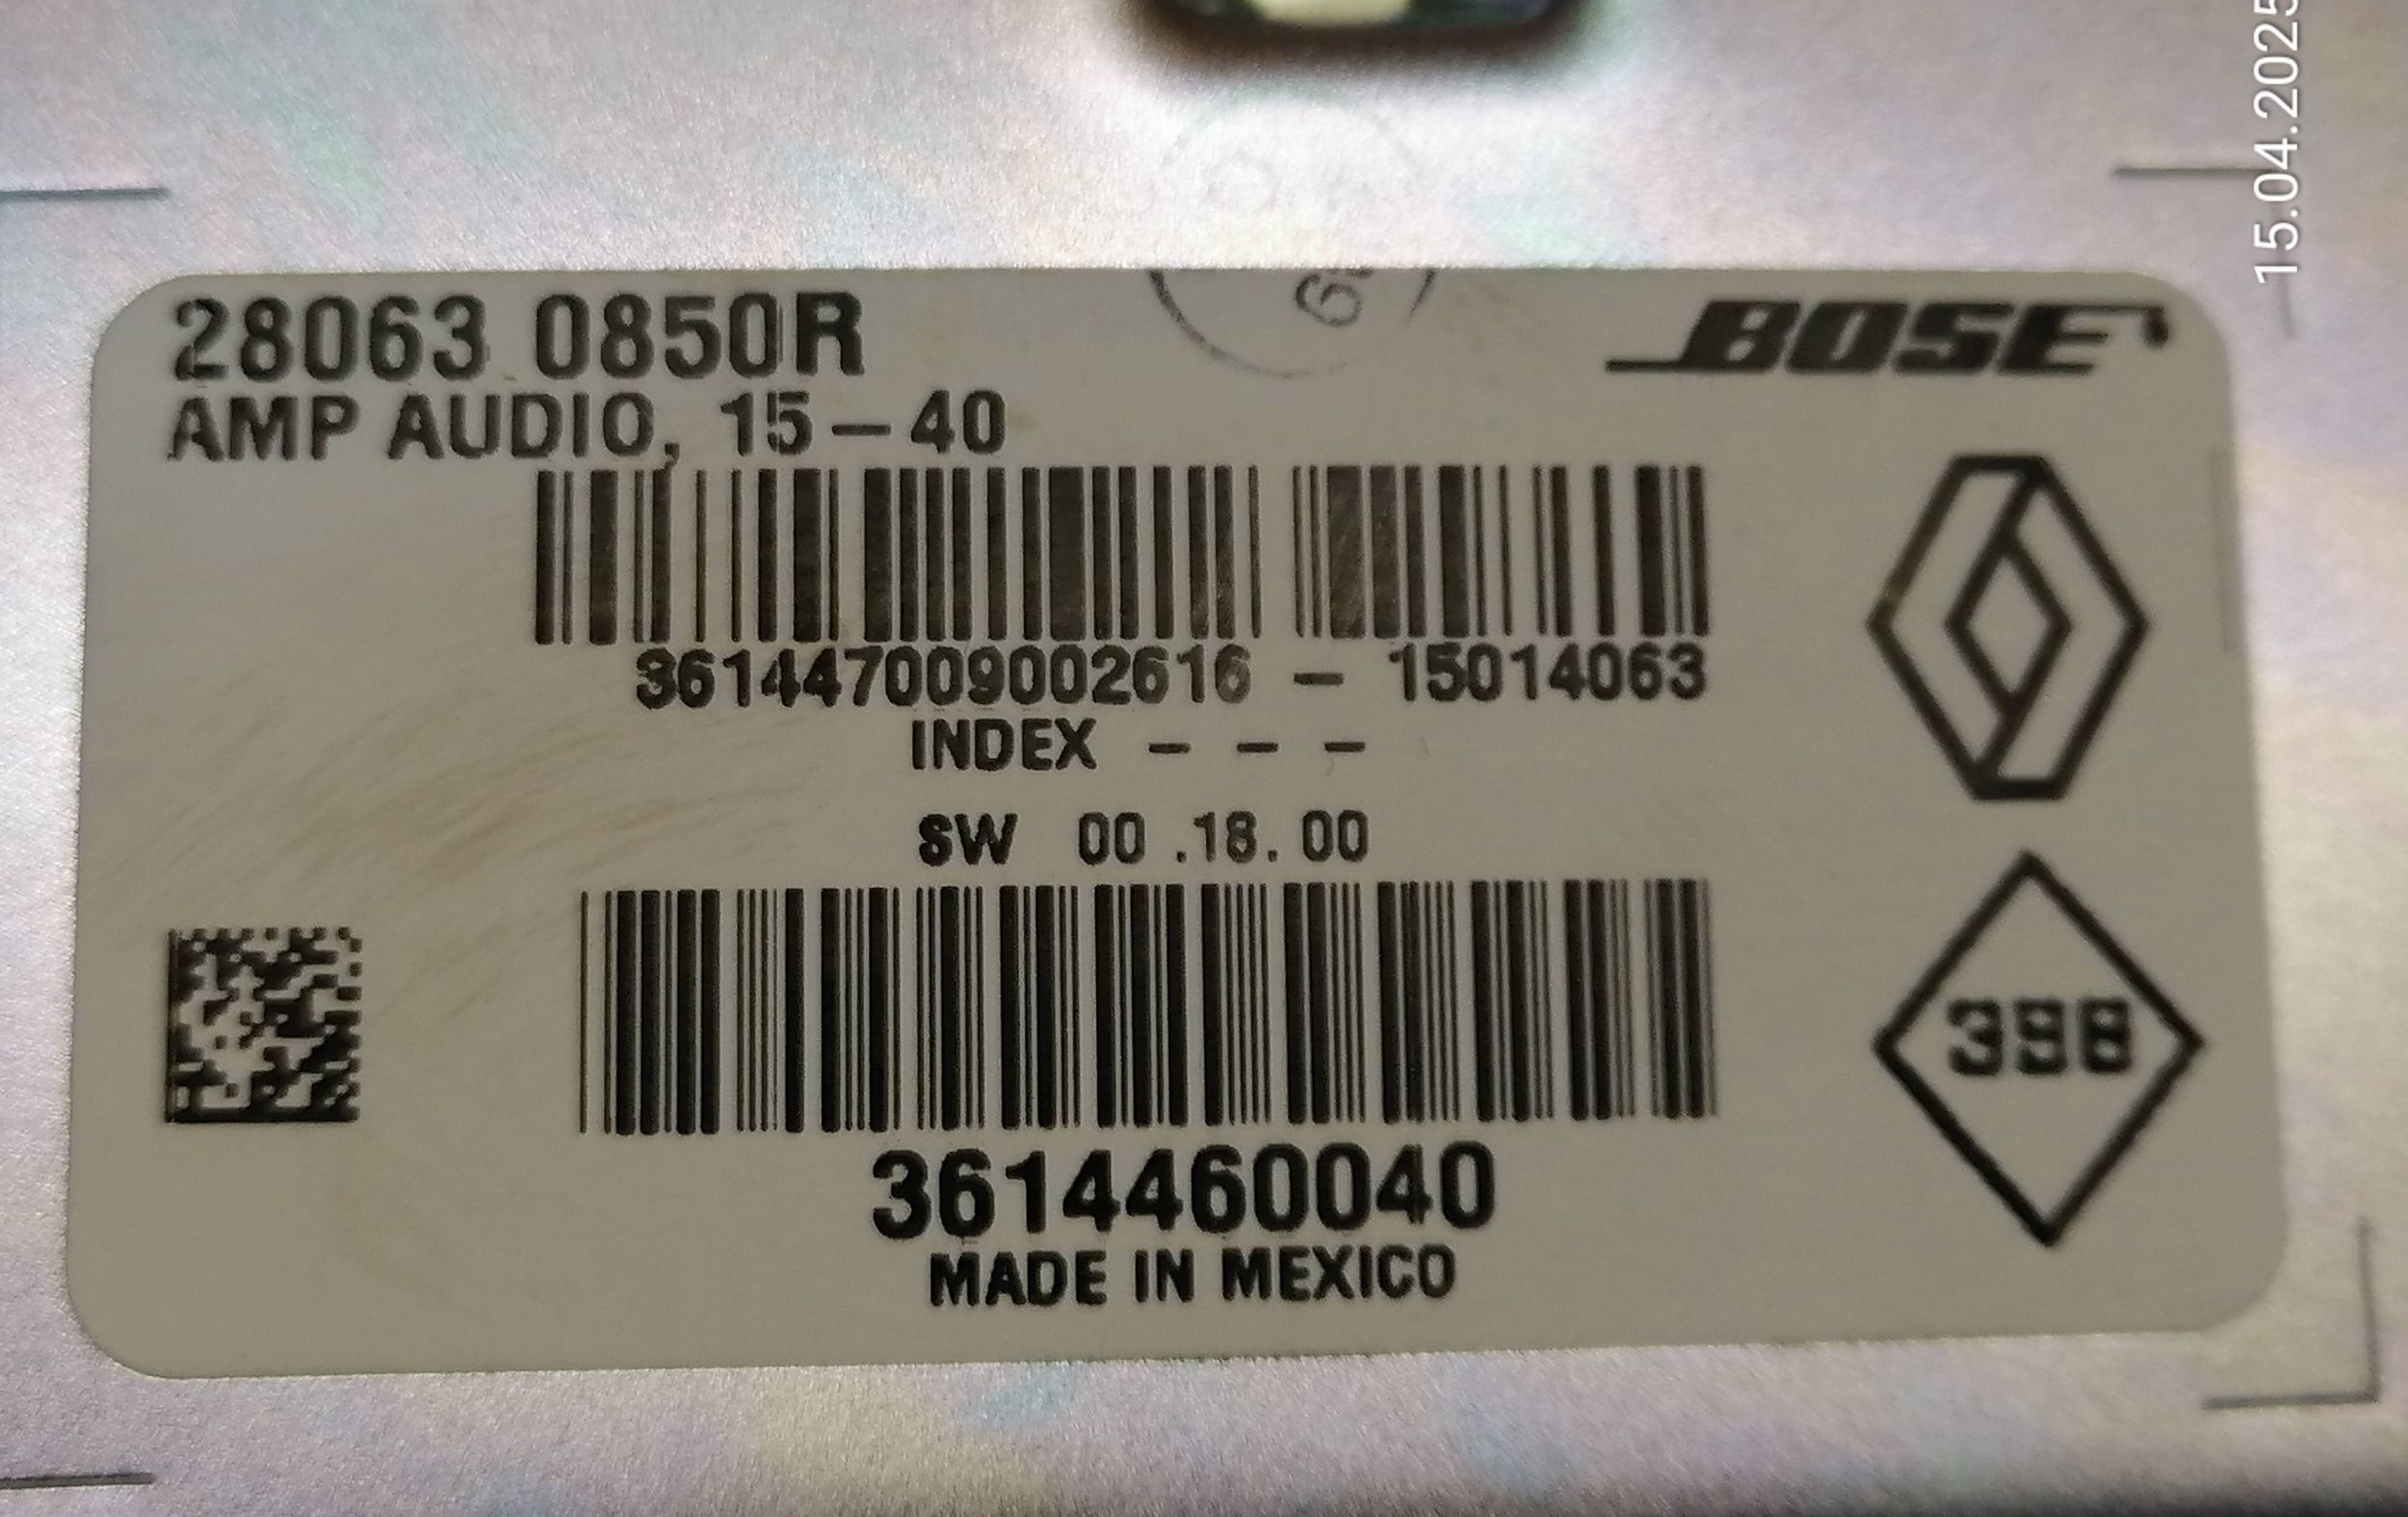 28063 0850R
BOSE
AMP AUDIO, 15-40
361447009002616 - 15014063
INDEX - - -
SW 00 .18. 00
3614460040
MADE IN MEXICO
15.04.2025